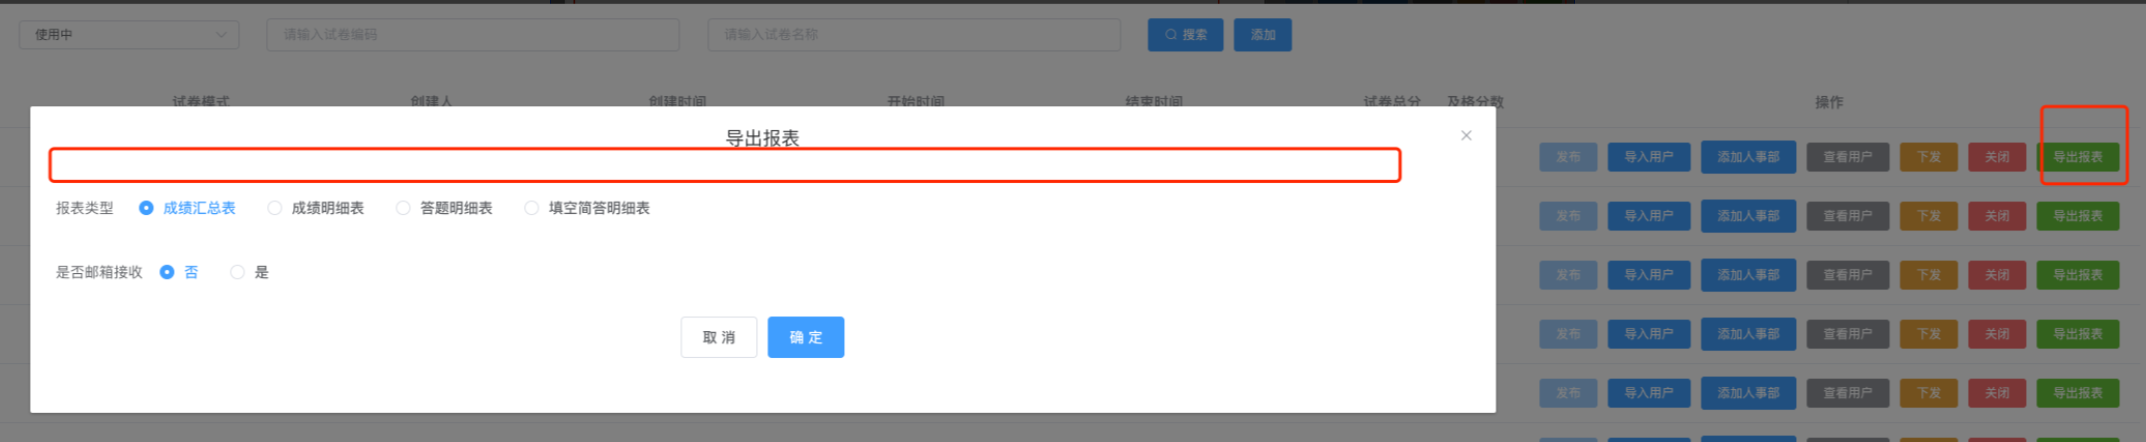 使用中 请输入试卷编码 请输入试卷名称 搜索 添加
试卷模式 创建人 创建时间 开始时间 结束时间 试卷总分 及格分数 操作
导出报表
发布 导入用户 添加人事部 查看用户 下发 关闭 导出报表
报表类型 成绩汇总表 成绩明细表 答题明细表 填空简答明细表
发布 导入用户 添加人事部 查看用户 下发 关闭 导出报表
是否邮箱接收 否 是
发布 导入用户 添加人事部 查看用户 下发 关闭 导出报表
取消 确定
发布 导入用户 添加人事部 查看用户 下发 关闭 导出报表
发布 导入用户 添加人事部 查看用户 下发 关闭 导出报表